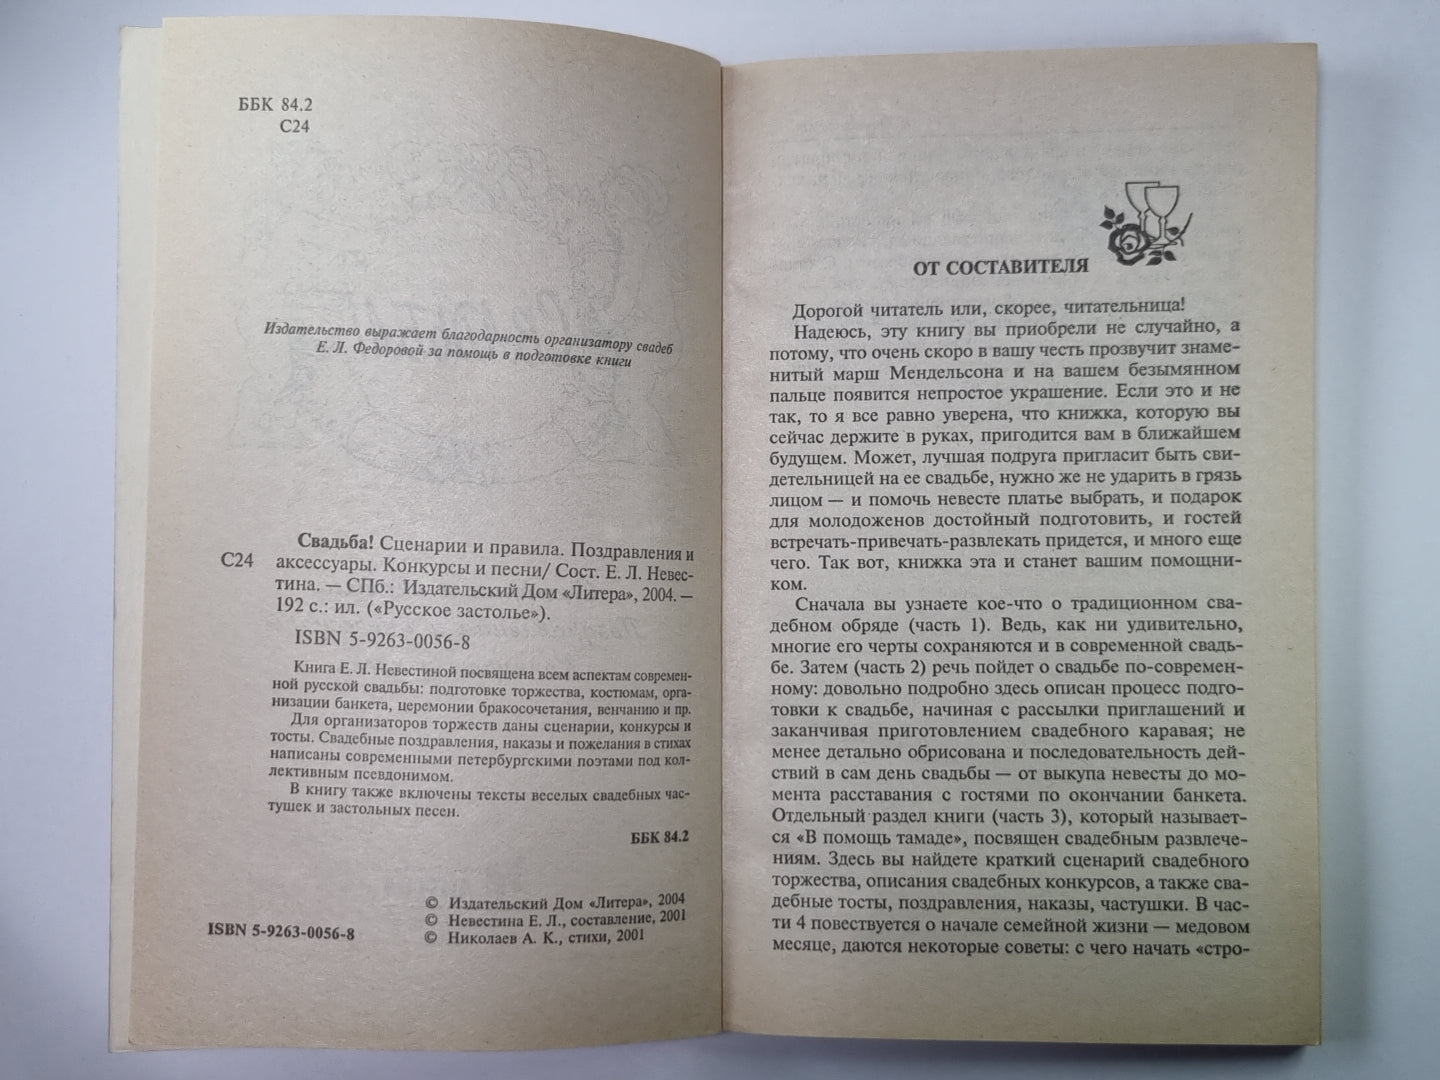 ББК 84.2
С24
Издательство выражает благодарность организатору свадеб
Е. Л. Федоровой за помощь в подготовке книги
Свадьба! Сценарии и правила. Поздравления и
С24 аксессуары. Конкурсы и песни/ Сост. Е. Л. Невес-
тина. — СПб.: Издательский Дом «Литера», 2004. —
192 с.: ил. («Русское застолье»).
ISBN 5-9263-0056-8
Книга Е. Л. Невестиной посвящена всем аспектам современ-
ной русской свадьбы: подготовке торжества, костюмам, орга-
низации банкета, церемонии бракосочетания, венчанию и пр.
Для организаторов торжеств даны сценарии, конкурсы и
тосты. Свадебные поздравления, наказы и пожелания в стихах
написаны современными петербургскими поэтами под кол-
лективным псевдонимом.
В книгу также включены тексты веселых свадебных час-
тушек и застольных песен.
ББК 84.2
© Издательский Дом «Литера», 2004
© Невестина Е. Л., составление, 2001
© Николаев А. К., стихи, 2001
ISBN 5-9263-0056-8
ОТ СОСТАВИТЕЛЯ
Дорогой читатель или, скорее, читательница!
Надеюсь, эту книгу вы приобрели не случайно, а
потому, что очень скоро в вашу честь прозвучит знаме-
нитый марш Мендельсона и на вашем безымянном
пальце появится непростое украшение. Если это и не
так, то я все равно уверена, что книжка, которую вы
сейчас держите в руках, пригодится вам в ближайшем
будущем. Может, лучшая подруга пригласит быть сви-
детельницей на ее свадьбе, нужно же не ударить в грязь
лицом — и помочь невесте платье выбрать, и подарок
для молодоженов достойный подготовить, и гостей
встречать-привечать-развлекать придется, и много еще
чего. Так вот, книжка эта и станет вашим помощни-
ком.
Сначала вы узнаете кое-что о традиционном сва-
дебном обряде (часть 1). Ведь, как ни удивительно,
многие его черты сохраняются и в современной свадь-
бе. Затем (часть 2) речь пойдет о свадьбе по-современ-
ному: довольно подробно здесь описан процесс подго-
товки к свадьбе, начиная с рассылки приглашений и
заканчивая приготовлением свадебного каравая; не
менее детально обрисована и последовательность дей-
ствий в сам день свадьбы — от выкупа невесты до мо-
мента расставания с гостями по окончании банкета.
Отдельный раздел книги (часть 3), который называет-
ся «В помощь тамаде», посвящен свадебным развлече-
ниям. Здесь вы найдете краткий сценарий свадебного
торжества, описания свадебных конкурсов, а также сва-
дебные тосты, поздравления, наказы, частушки. В час-
ти 4 повествуется о начале семейной жизни — медовом
месяце, даются некоторые советы: с чего начать «стро-